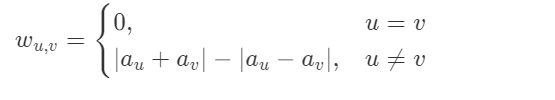 w_{u,v} = \begin{cases} 0, & u = v \\ |a_u + a_v| - |a_u - a_v|, & u \neq v \end{cases}